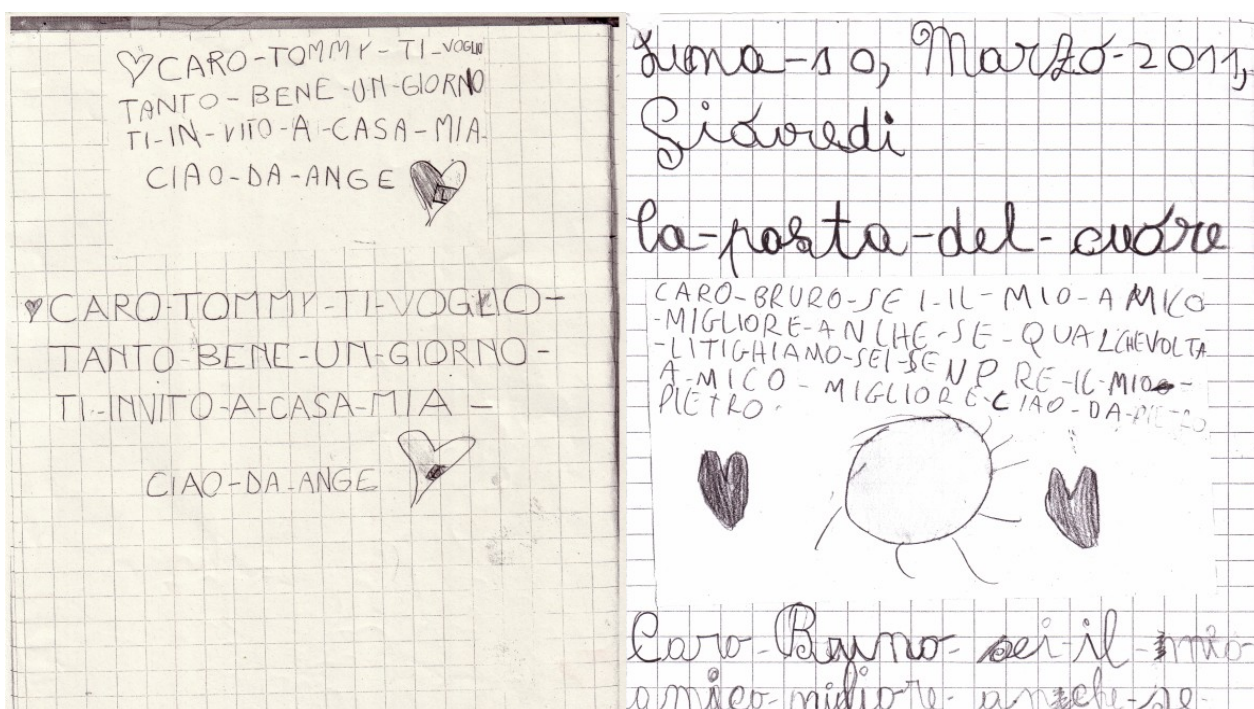 CARO-TOMMY-TI-VOGLIO
TANTO-BENE-UN-GIORNO
TI-IN-VITO-A-CASA-MIA-
CIAO-DA-ANGE
CARO-TOMMY-TI-VOGLIO-
TANTO-BENE-UN-GIORNO-
TI-INVITO-A-CASA-MIA-
CIAO-DA-ANGE
Luna-10, Marzo-2011,
Gióvedi
la-posta-del-cuóre
CARO-BRURO-SEI-IL-MIO-AMICO
-MIGLIORE-ANCHE-SE-QUALCHEVOLTA
-LITIGHIAMO-SEI-SENPRE-IL-MIO-
A-MICO-MIGLIORE-CIAO-DA-PIETRO
PIETRO.
Caro-Bruno-sei-il-mio-
amico-migliore-anche-se-